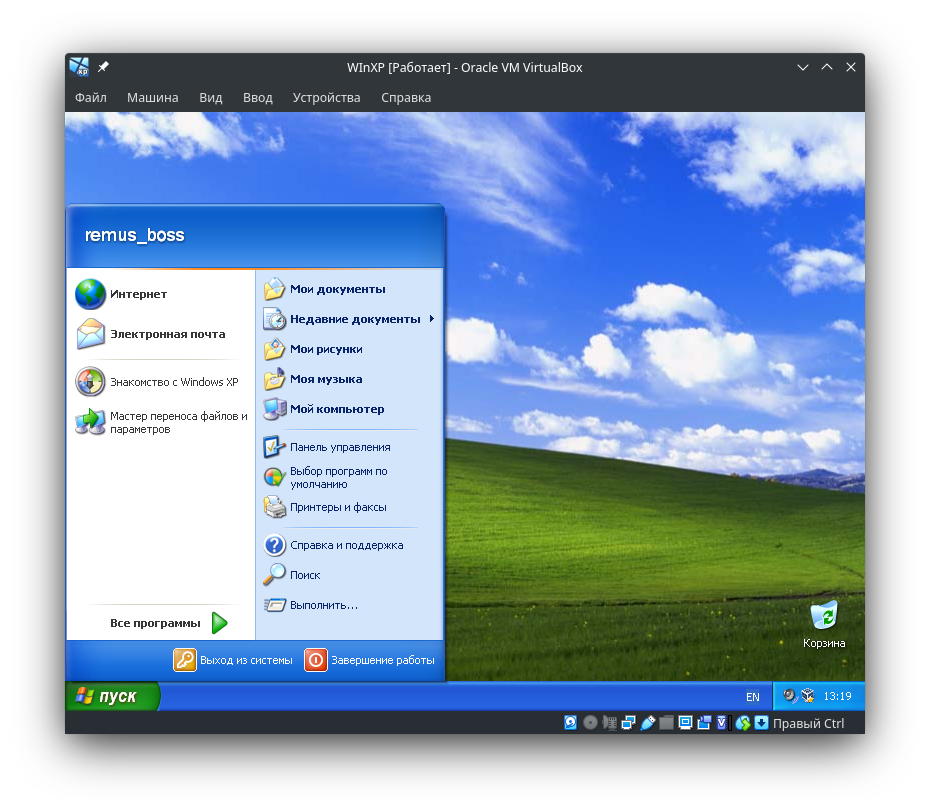 WInXP [Работает] - Oracle VM VirtualBox
Файл Машина Вид Ввод Устройства Справка
remus_boss
Интернет
Электронная почта
Знакомство с Windows XP
Мастер переноса файлов и
параметров
Все программы
Мои документы
Недавние документы
Мои рисунки
Моя музыка
Мой компьютер
Панель управления
Выбор программ по
умолчанию
Принтеры и факсы
Справка и поддержка
Поиск
Выполнить...
Выход из системы
Завершение работы
Корзина
пуск
EN
13:19
Правый Ctrl